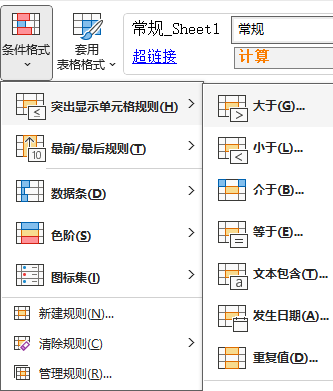 条件格式
套用
表格格式
常规_Sheet1
常规
超链接
计算
突出显示单元格规则(H)
最前/最后规则(T)
10
数据条(D)
色阶(S)
图标集(I)
新建规则(N)...
清除规则(C)
管理规则(R)...
大于(G)...
小于(L)...
介于(B)...
等于(E)...
文本包含(T)...
a
发生日期(A)...
重复值(D)...